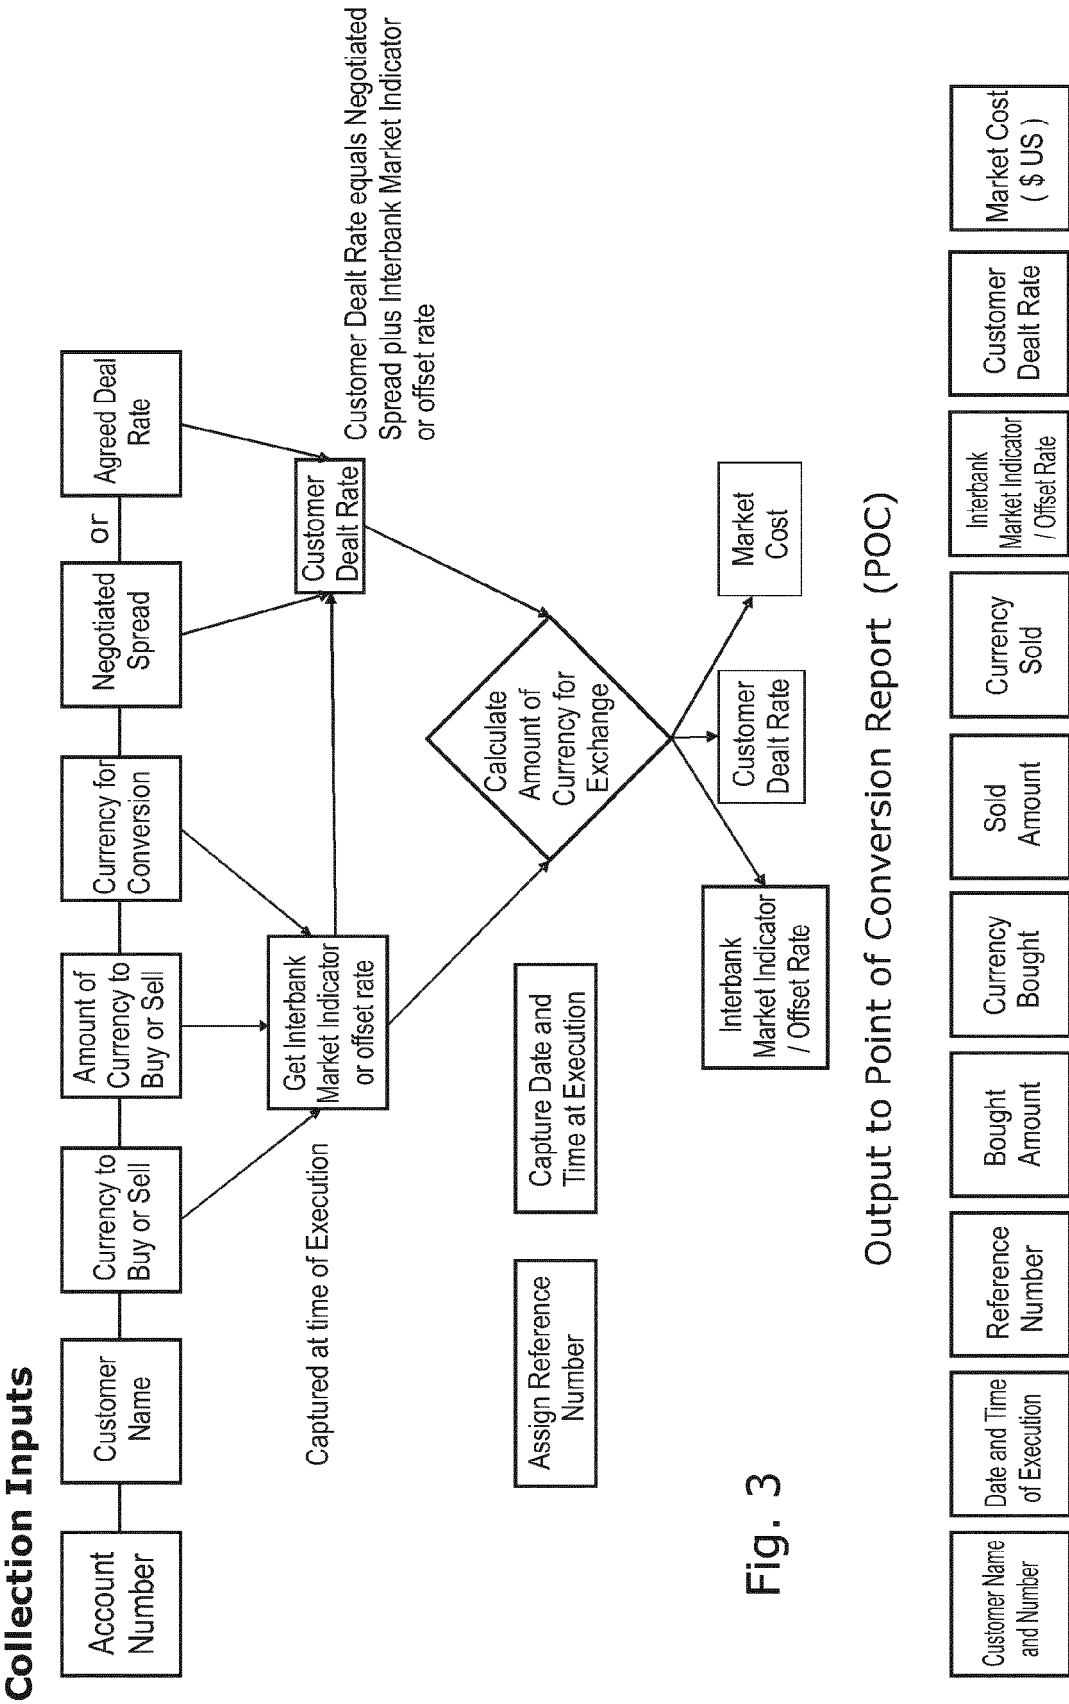 Collection Inputs
Account
Number
Customer
Name
Currency to
Buy or Sell
Amount of
Currency to
Buy or Sell
Currency for
Conversion
Negotiated
Spread
or
Agreed Deal
Rate
Captured at time of Execution
Get Interbank
Market Indicator
or offset rate
Customer
Dealt Rate
Customer Dealt Rate equals Negotiated
Spread plus Interbank Market Indicator
or offset rate
Assign Reference
Number
Capture Date and
Time at Execution
Calculate
Amount of
Currency for
Exchange
Fig. 3
Interbank
Market Indicator
/ Offset Rate
Customer
Dealt Rate
Market
Cost
Output to Point of Conversion Report (POC)
Customer Name
and Number
Date and Time
of Execution
Reference
Number
Bought
Amount
Currency
Bought
Sold
Amount
Currency
Sold
Interbank
Market Indicator
/ Offset Rate
Customer
Dealt Rate
Market Cost
( $ US )